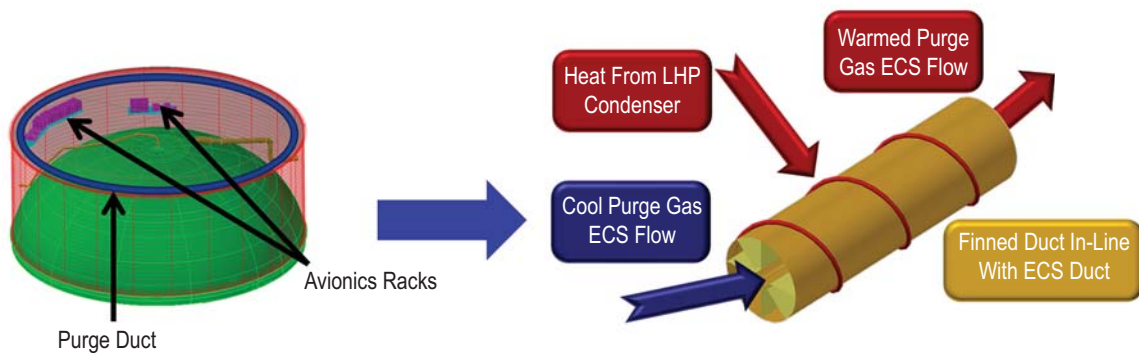 Avionics Racks
Purge Duct
Heat From LHP
Condenser
Warmed Purge
Gas ECS Flow
Cool Purge Gas
ECS Flow
Finned Duct In-Line
With ECS Duct